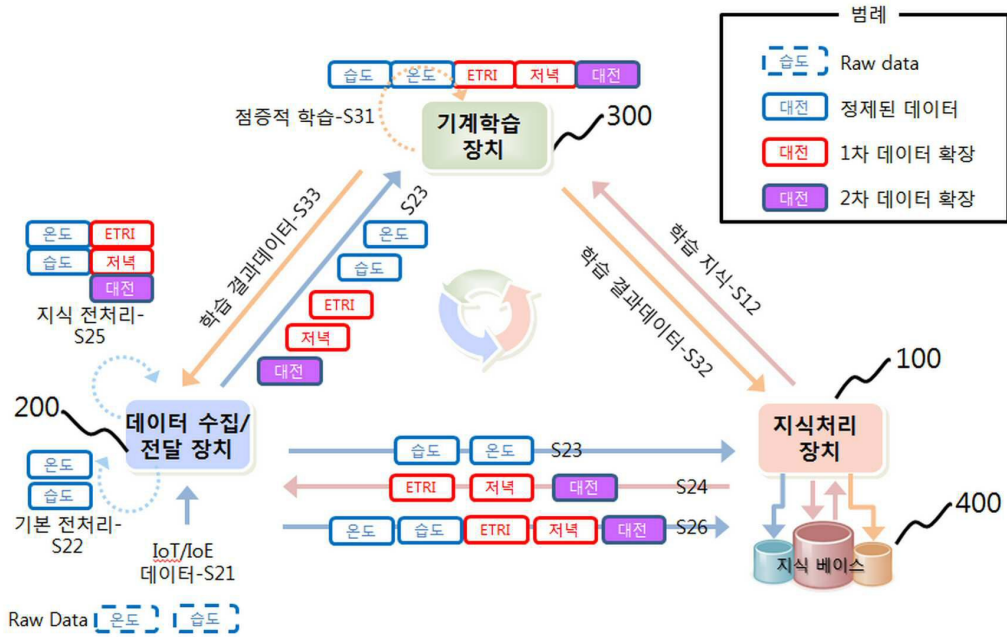 범례
습도 Raw data
대전 정제된 데이터
대전 1차 데이터 확장
대전 2차 데이터 확장
습도 온도 ETRI 저녁 대전
점증적 학습-S31
기계학습
장치
300
학습 결과데이터-S33
S23
온도
습도
ETRI
저녁
대전
학습 지식-S12
학습 결과데이터-S32
온도 ETRI
습도 저녁
대전
지식 전처리-
S25
200
데이터 수집/
전달 장치
온도
습도
기본 전처리-
S22
IoT/IoE
데이터-S21
Raw Data 온도 습도
습도 온도 S23
ETRI 저녁 대전 S24
온도 습도 ETRI 저녁 대전 S26
100
지식처리
장치
400
지식 베이스